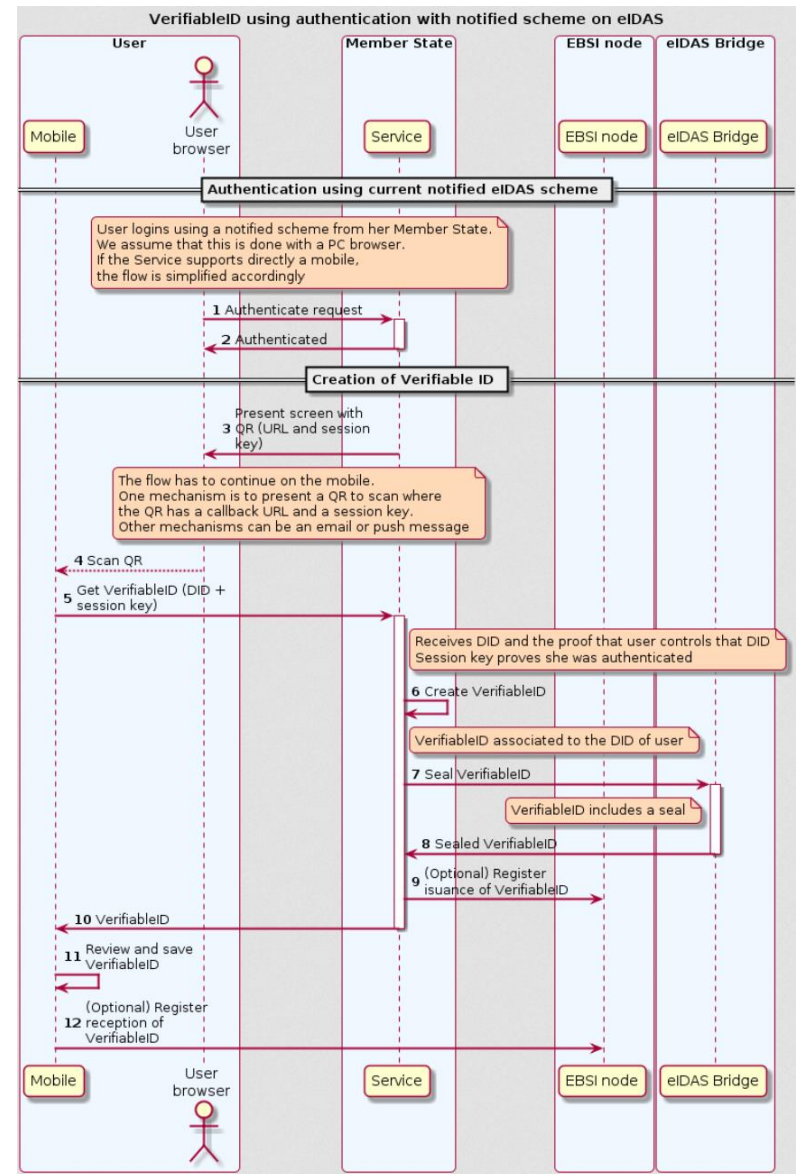 VerifiableID using authentication with notified scheme on eIDAS
User
Member State
EBSI node
eIDAS Bridge
Mobile
User
browser
Service
EBSI node
eIDAS Bridge
Authentication using current notified eIDAS scheme
User logins using a notified scheme from her Member State.
We assume that this is done with a PC browser.
If the Service supports directly a mobile,
the flow is simplified accordingly
1 Authenticate request
2 Authenticated
Creation of Verifiable ID
Present screen with
3 QR (URL and session
key)
The flow has to continue on the mobile.
One mechanism is to present a QR to scan where
the QR has a callback URL and a session key.
Other mechanisms can be an email or push message
4 Scan QR
5 Get VerifiableID (DID +
session key)
Receives DID and the proof that user controls that DID
Session key proves she was authenticated
6 Create VerifiableID
VerifiableID associated to the DID of user
7 Seal VerifiableID
VerifiableID includes a seal
8 Sealed VerifiableID
9 (Optional) Register
isuance of VerifiableID
10 VerifiableID
11 Review and save
VerifiableID
(Optional) Register
12 reception of
VerifiableID
Mobile
User
browser
Service
EBSI node
eIDAS Bridge